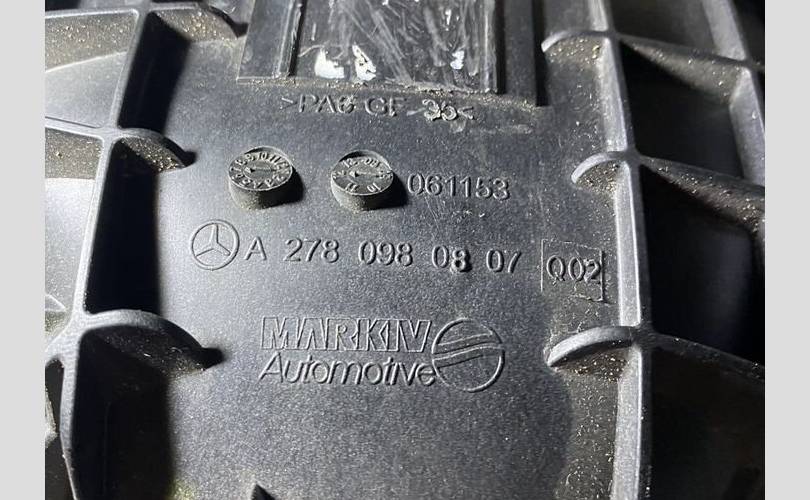 >PA6 GF 35<
061153
A 278 098 08 07 Q02
MARKIV
Automotive